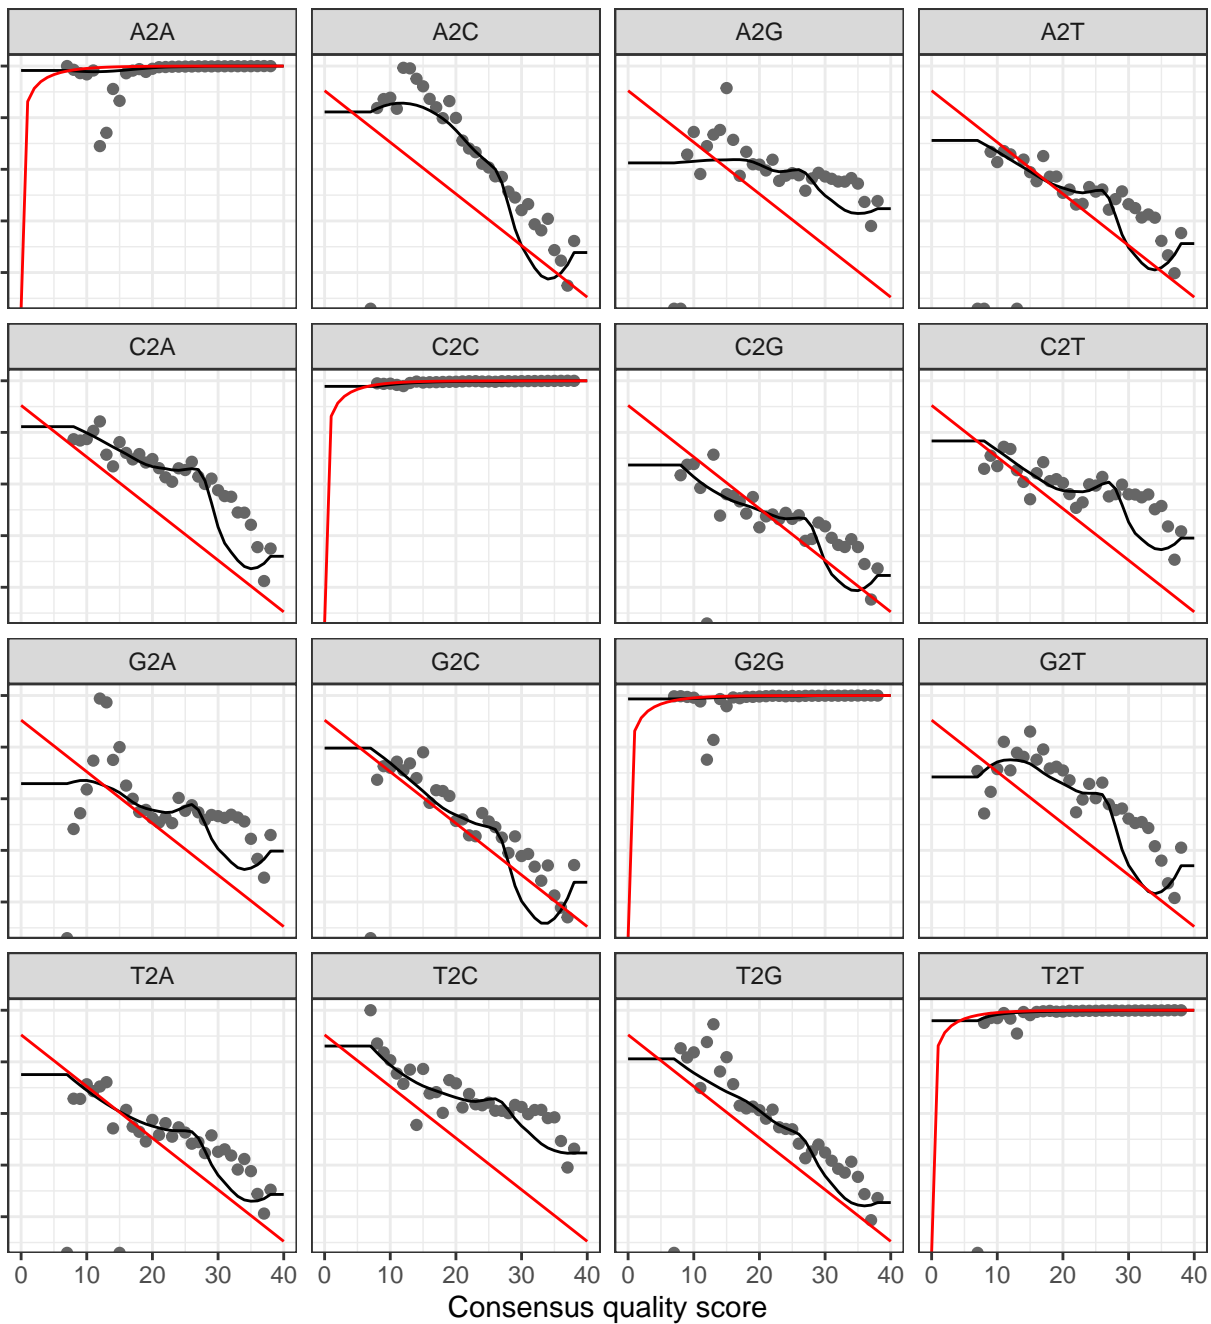 A2A A2C A2G A2T
C2A C2C C2G C2T
G2A G2C G2G G2T
T2A T2C T2G T2T
0 10 20 30 40 0 10 20 30 40 0 10 20 30 40 0 10 20 30 40
Consensus quality score